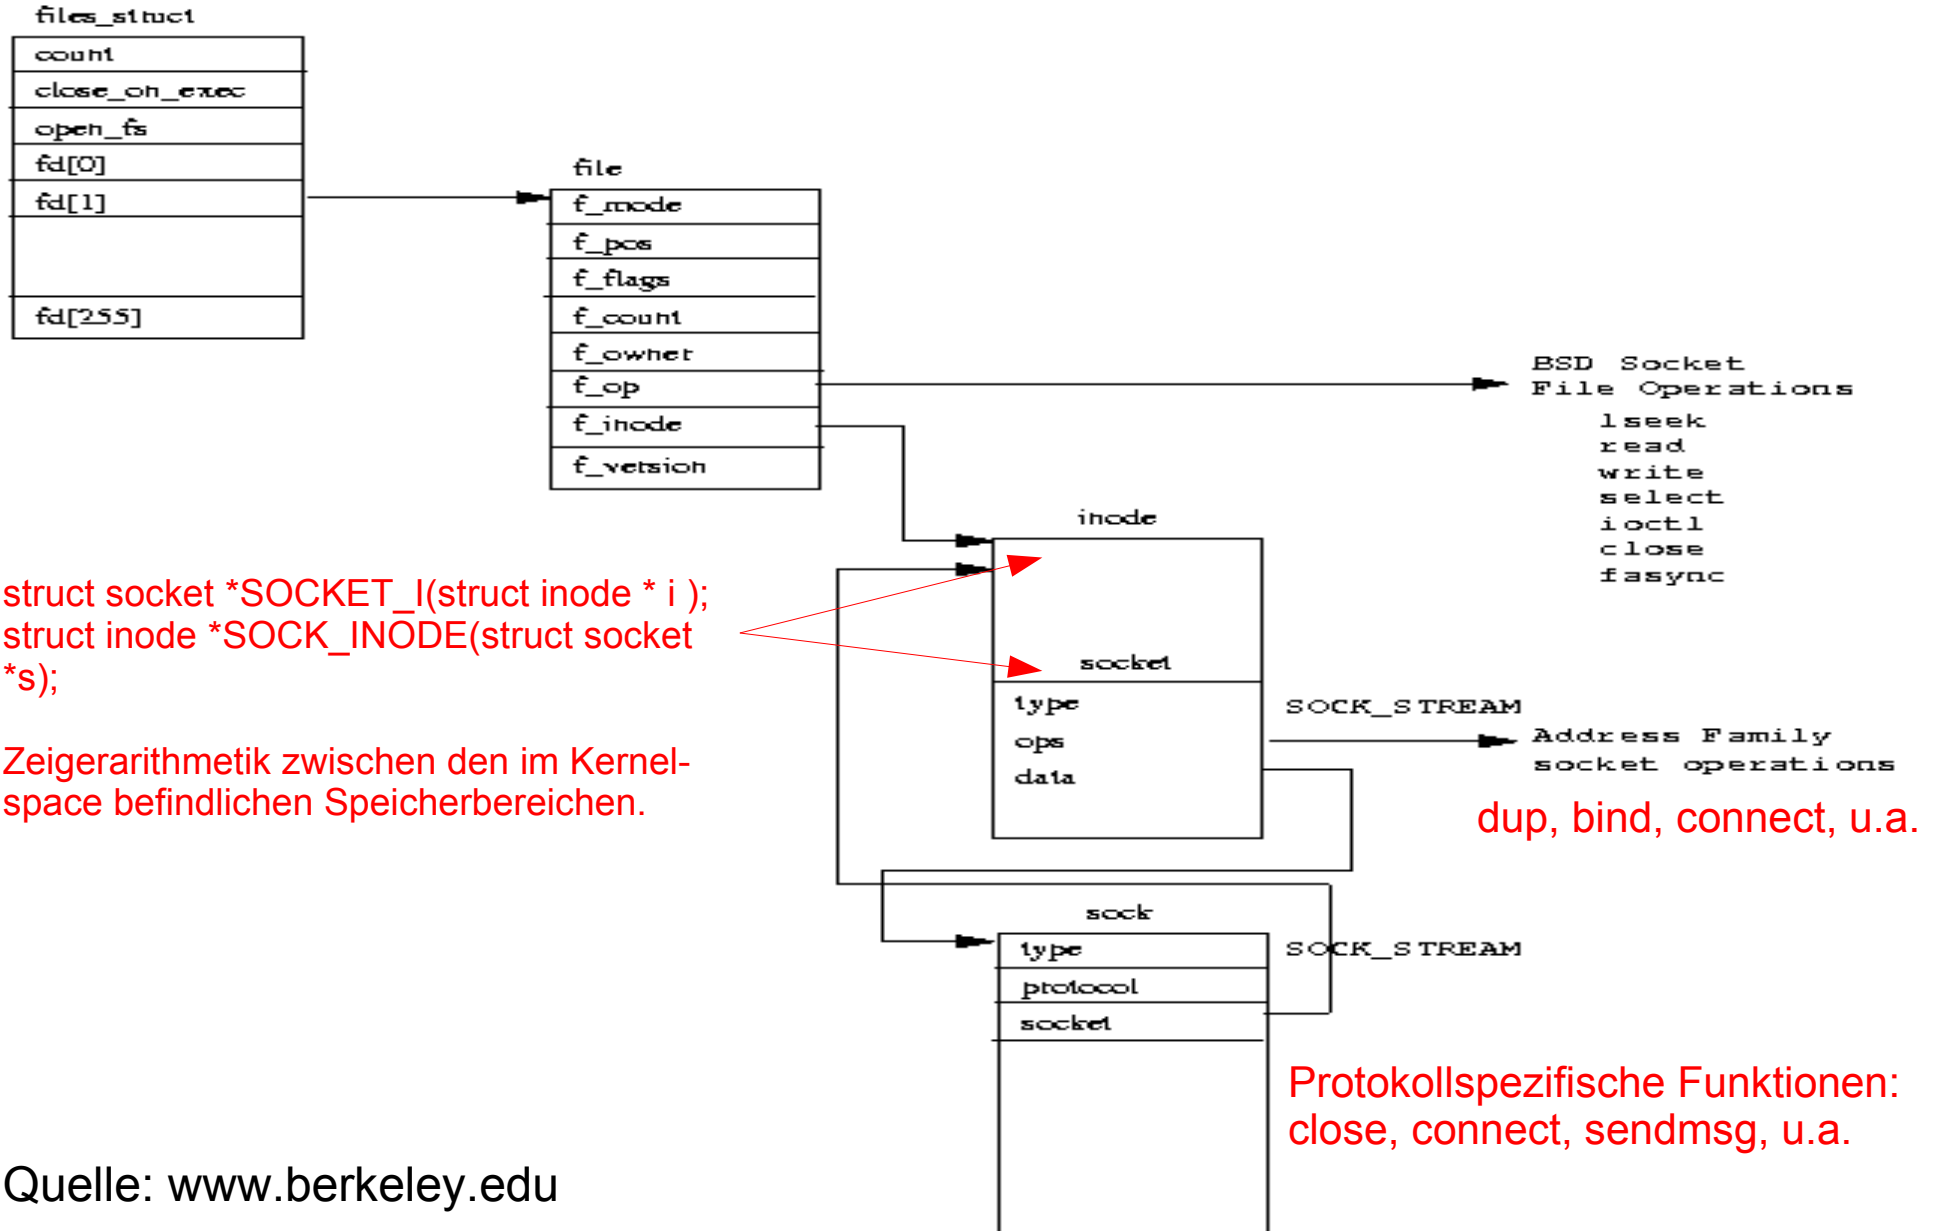 files_struct
count
close_on_exec
open_fs
fd[0]
fd[1]
fd[255]
file
f_mode
f_pos
f_flags
f_count
f_owner
f_op
f_inode
f_version
BSD Socket
File Operations
lseek
read
write
select
ioctl
close
fasync
inode
struct socket *SOCKET_I(struct inode * i );
struct inode *SOCK_INODE(struct socket
*s);
Zeigerarithmetik zwischen den im Kernel-
space befindlichen Speicherbereichen.
socket
type
ops
data
SOCK_STREAM
Address Family
socket operations
dup, bind, connect, u.a.
sock
type
protocol
socket
SOCK_STREAM
Protokollspezifische Funktionen:
close, connect, sendmsg, u.a.
Quelle: www.berkeley.edu